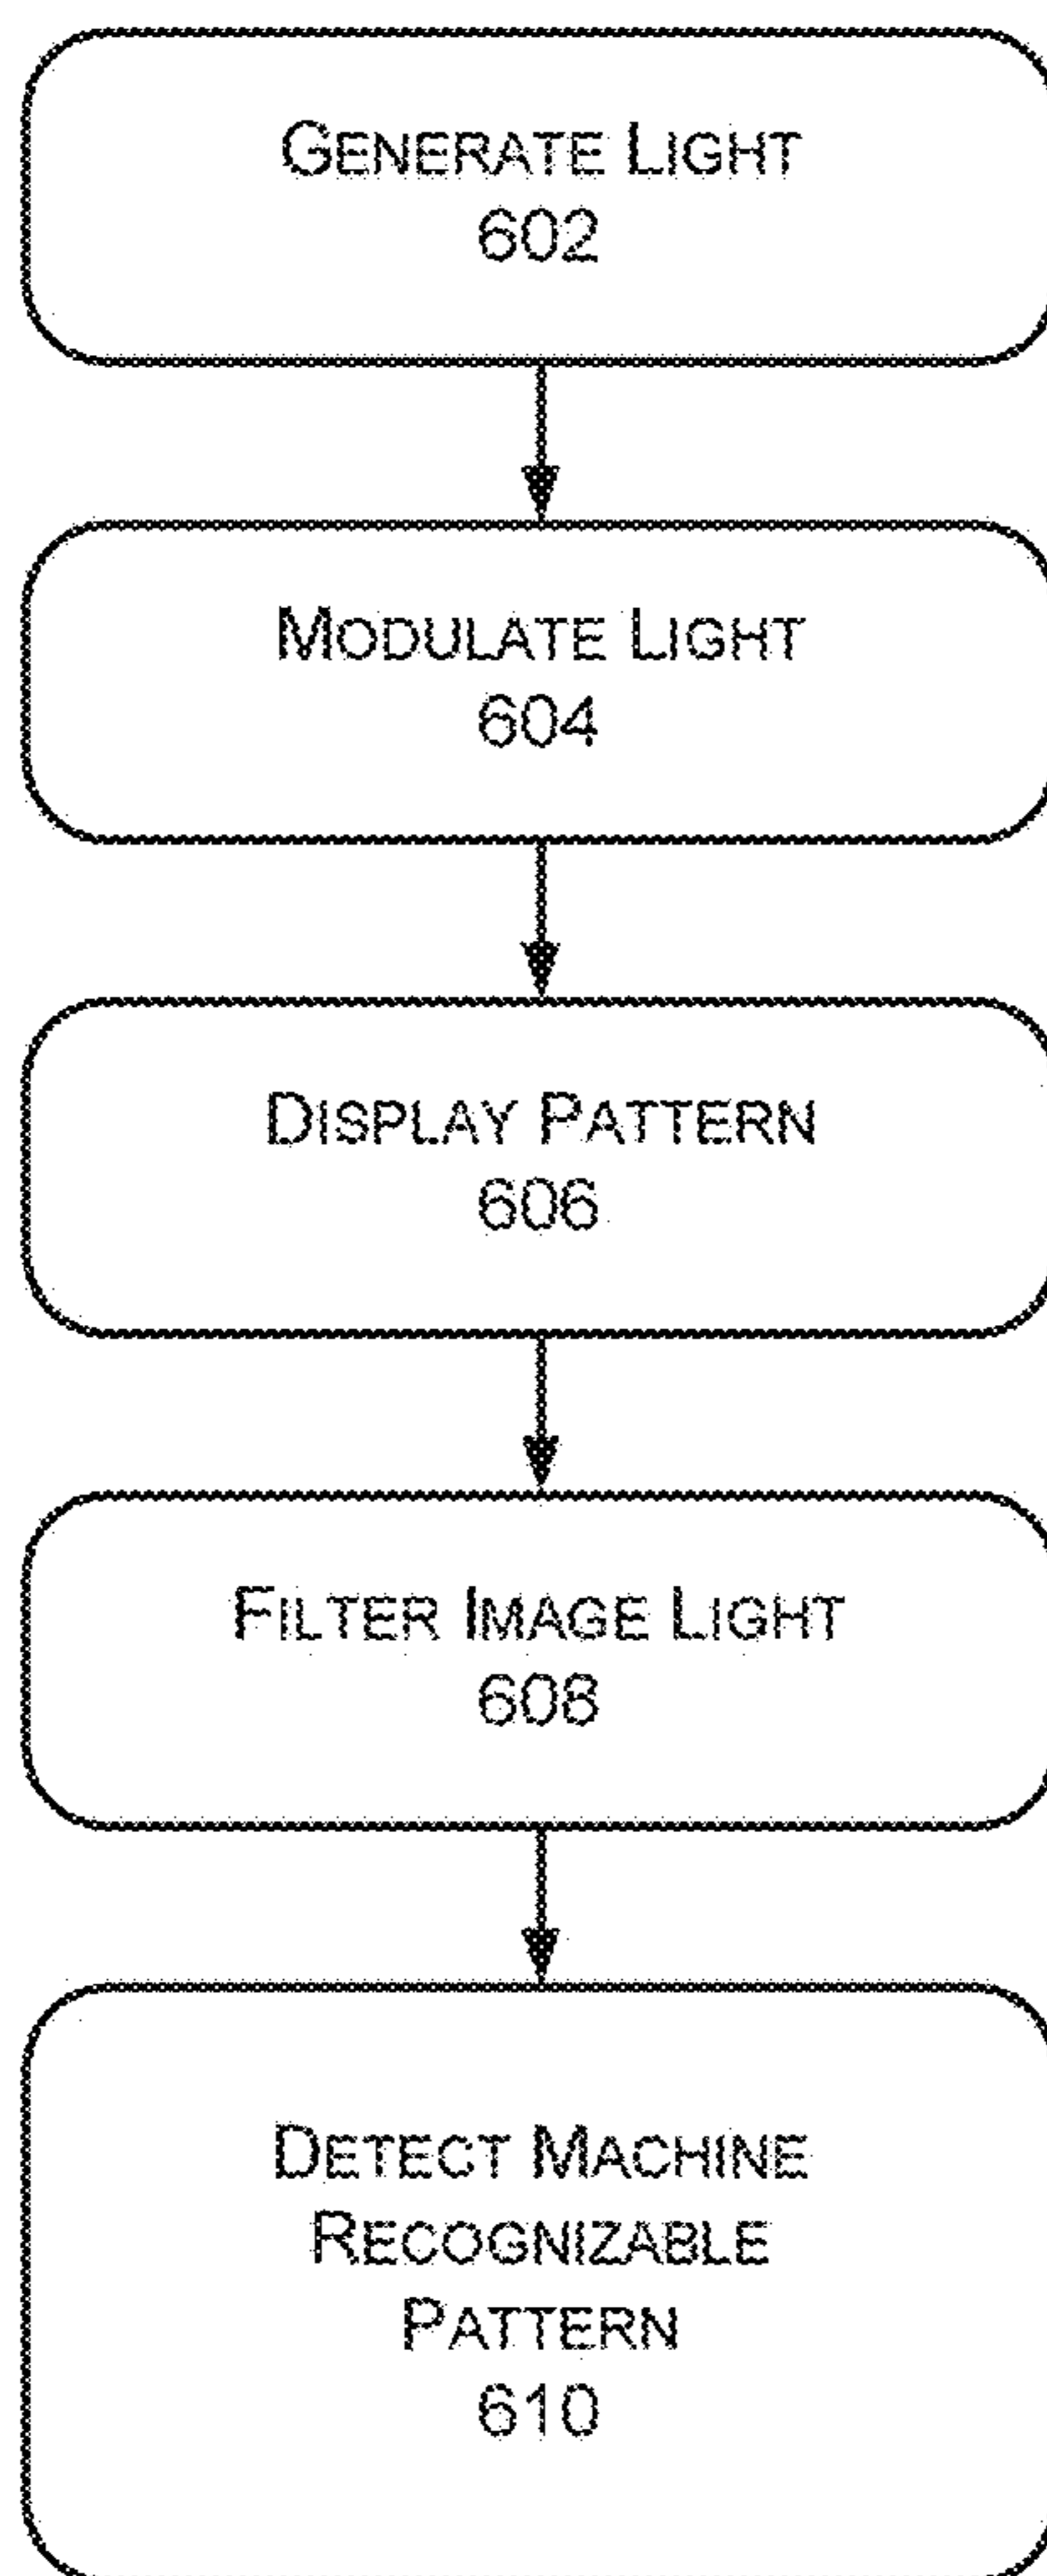 GENERATE LIGHT
602
MODULATE LIGHT
604
DISPLAY PATTERN
606
FILTER IMAGE LIGHT
608
DETECT MACHINE
RECOGNIZABLE
PATTERN
610